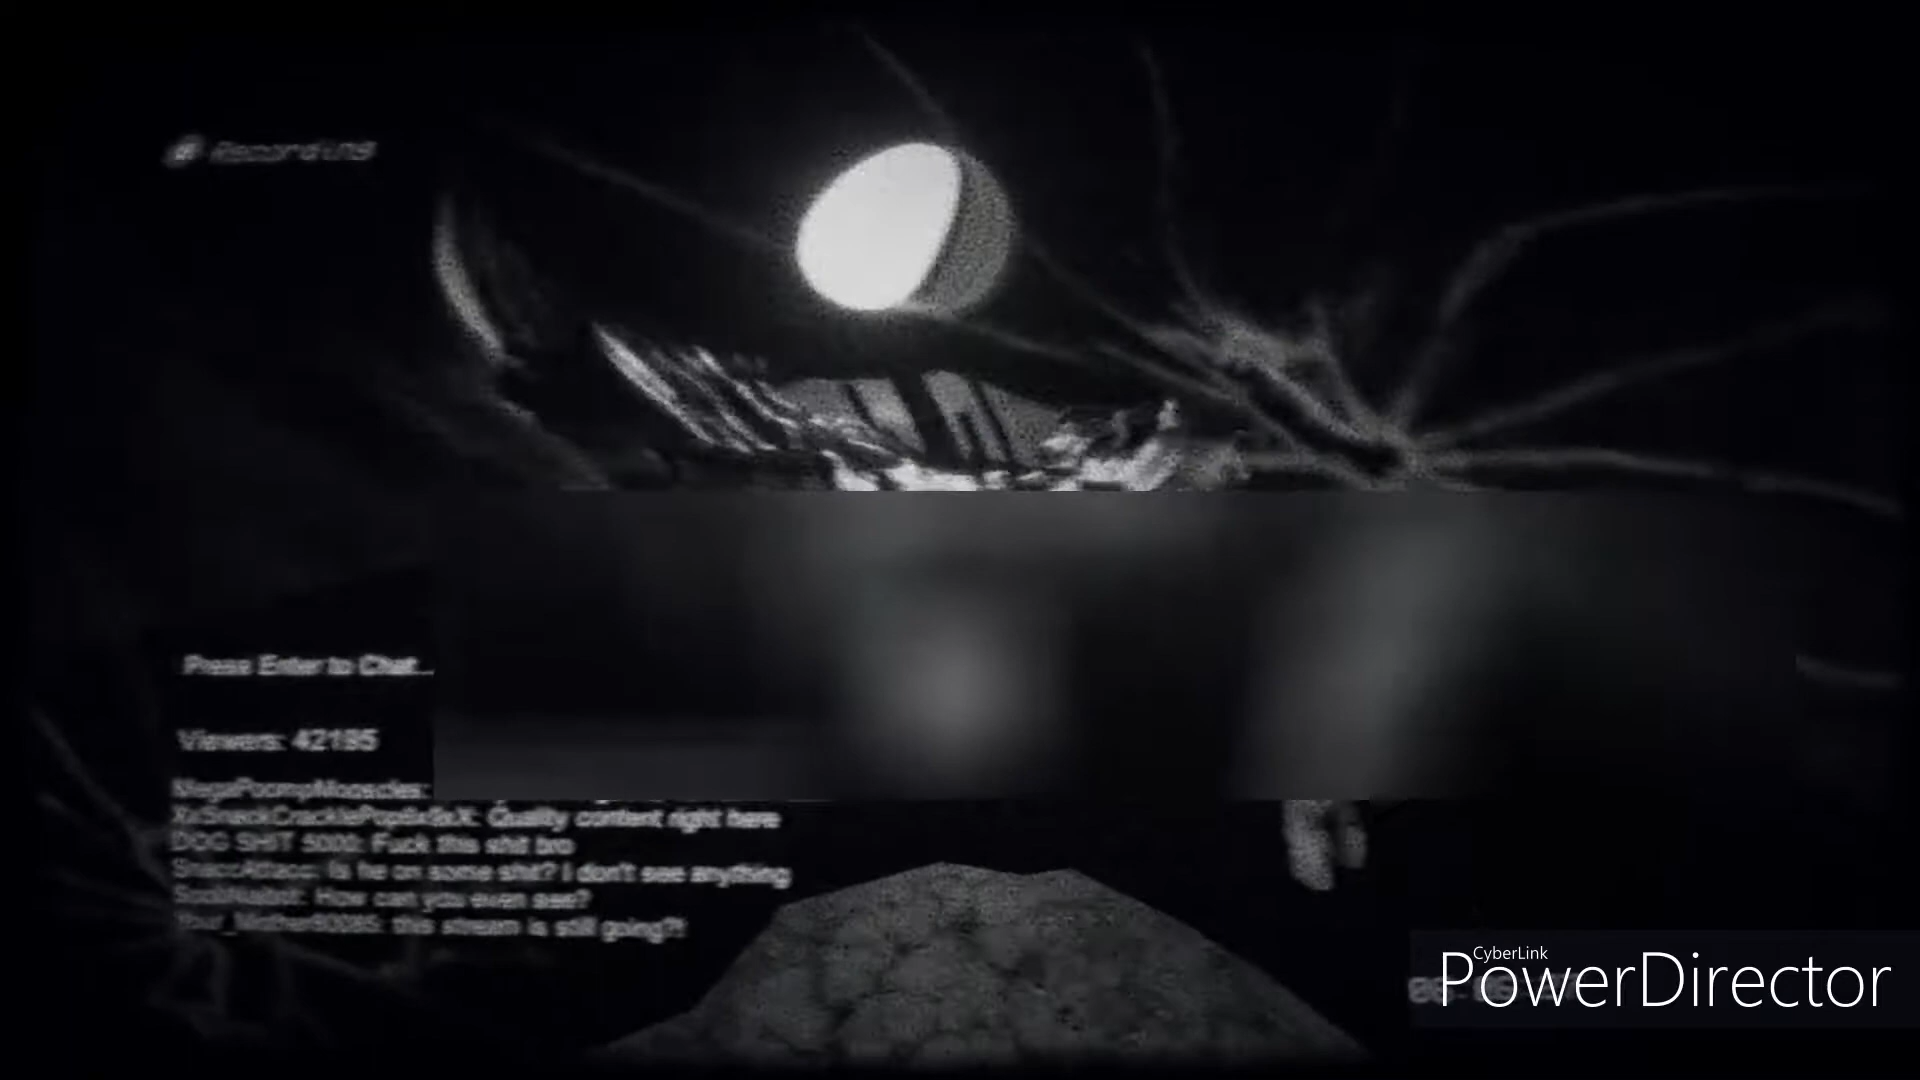 Recording
Press Enter to Chat...
Viewers: 42195
XxSnackCracklePop9x9xX: Quality content right here
DOG SHIT 5000: Fuck this shit bro
SnaccAttacc: Is he on some shit? I don't see anything
How can you even see?
this stream is still going?!
CyberLink
PowerDirector